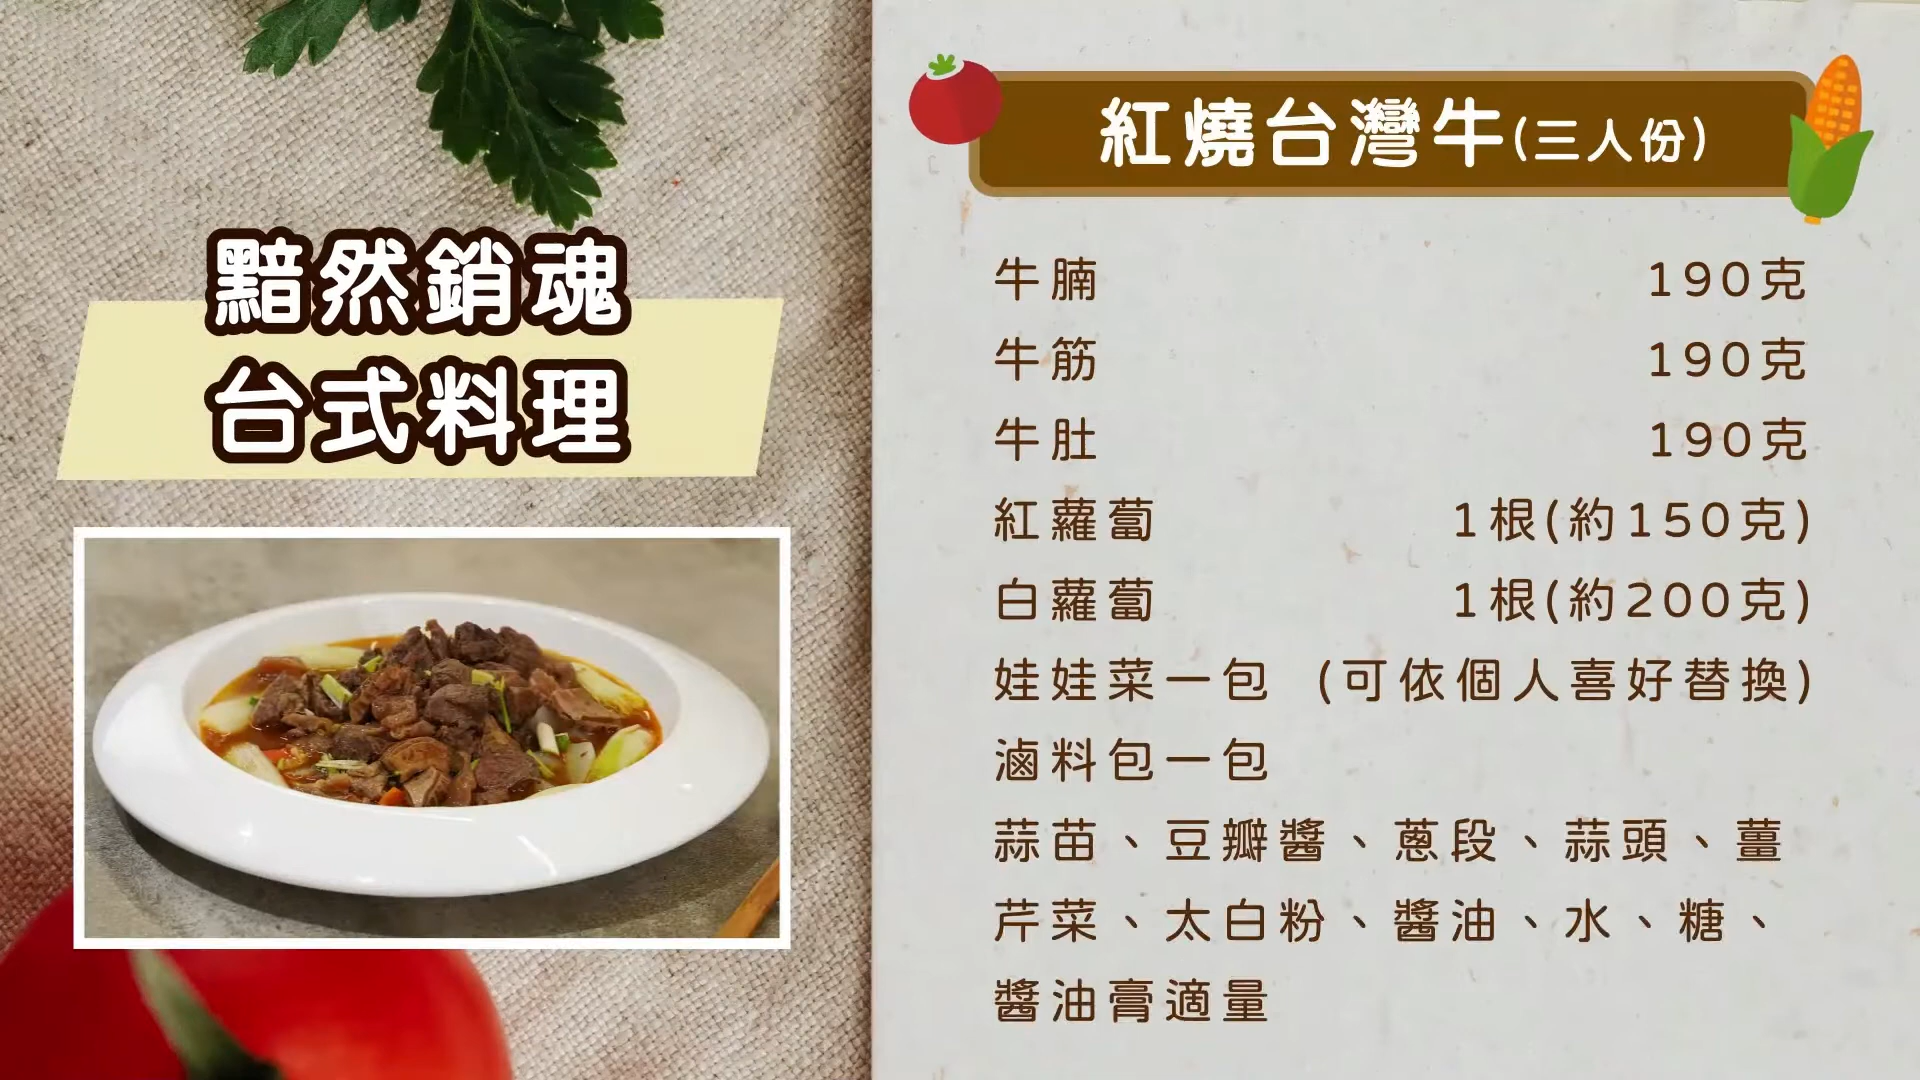 黯然銷魂
台式料理
紅燒台灣牛(三人份)
牛腩 190克
牛筋 190克
牛肚 190克
紅蘿蔔 1根(約150克)
白蘿蔔 1根(約200克)
娃娃菜一包 (可依個人喜好替換)
滷料包一包
蒜苗、豆瓣醬、蔥段、蒜頭、薑
芹菜、太白粉、醬油、水、糖、
醬油膏適量